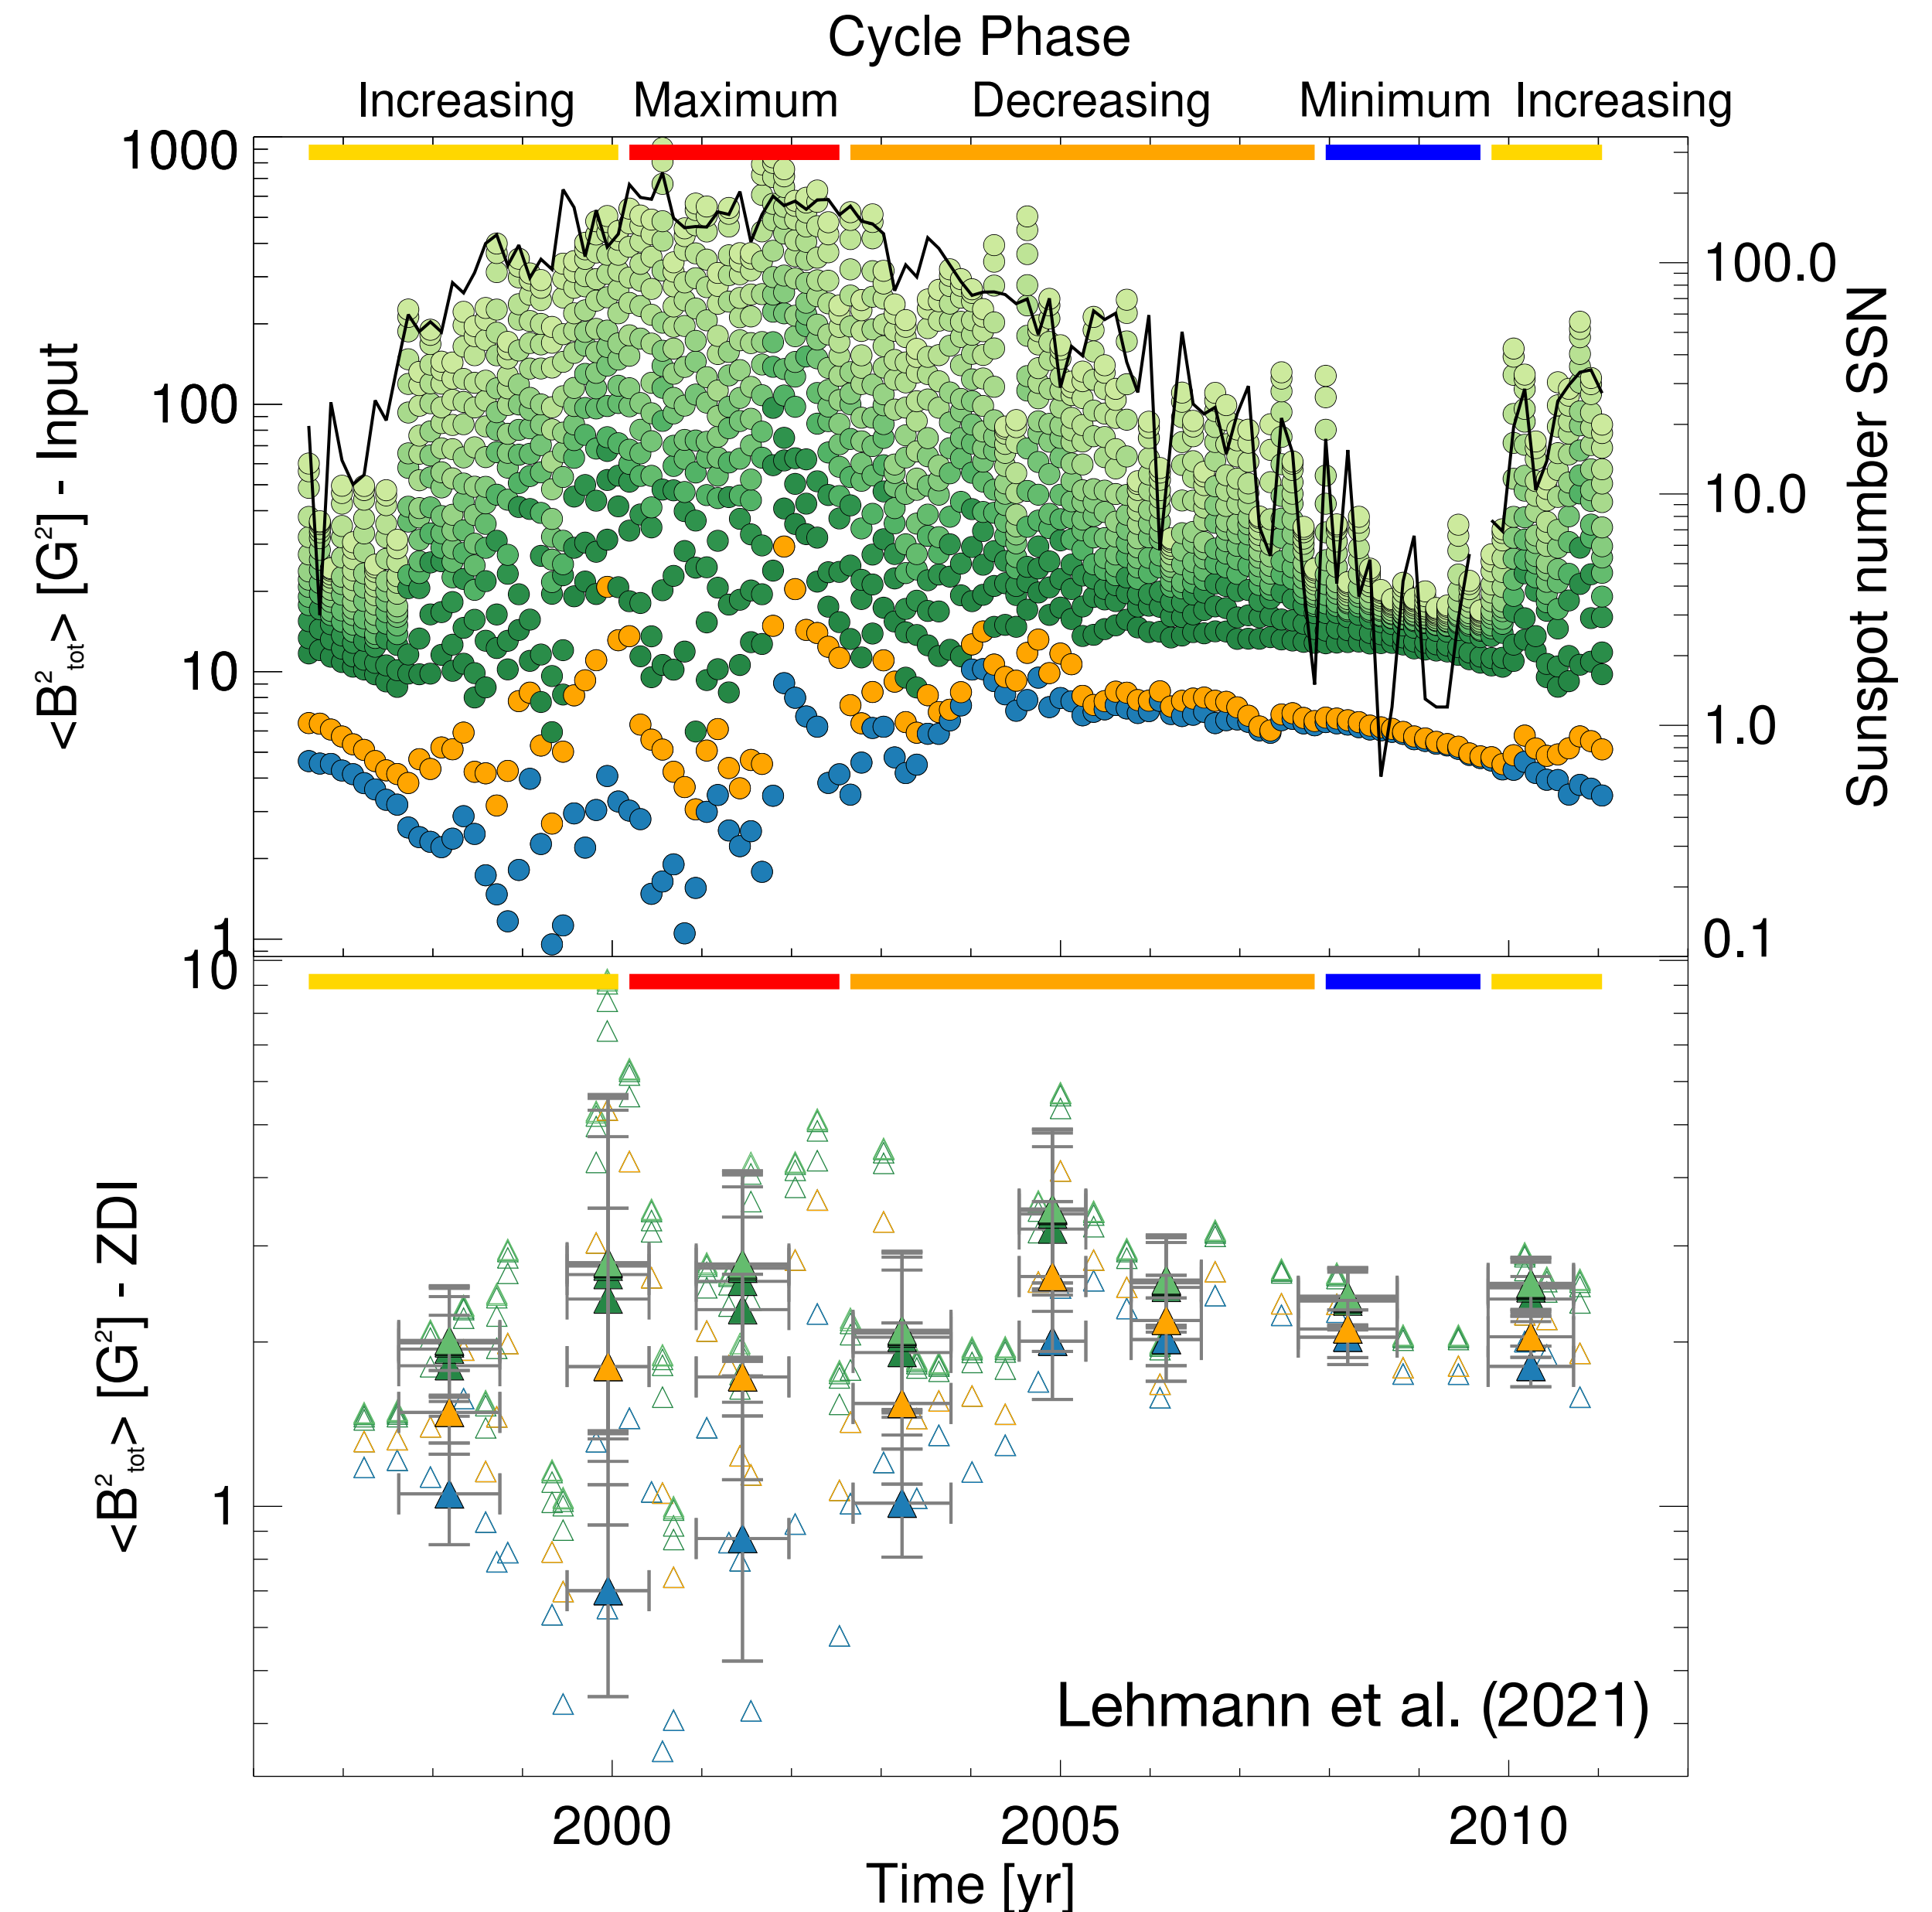 Cycle Phase
Increasing Maximum Decreasing Minimum Increasing
1000
100
10
1
<B²tot> [G²] - Input
100.0
10.0
1.0
0.1
Sunspot number SSN
10
1
<B²tot> [G²] - ZDI
Lehmann et al. (2021)
2000 2005 2010
Time [yr]